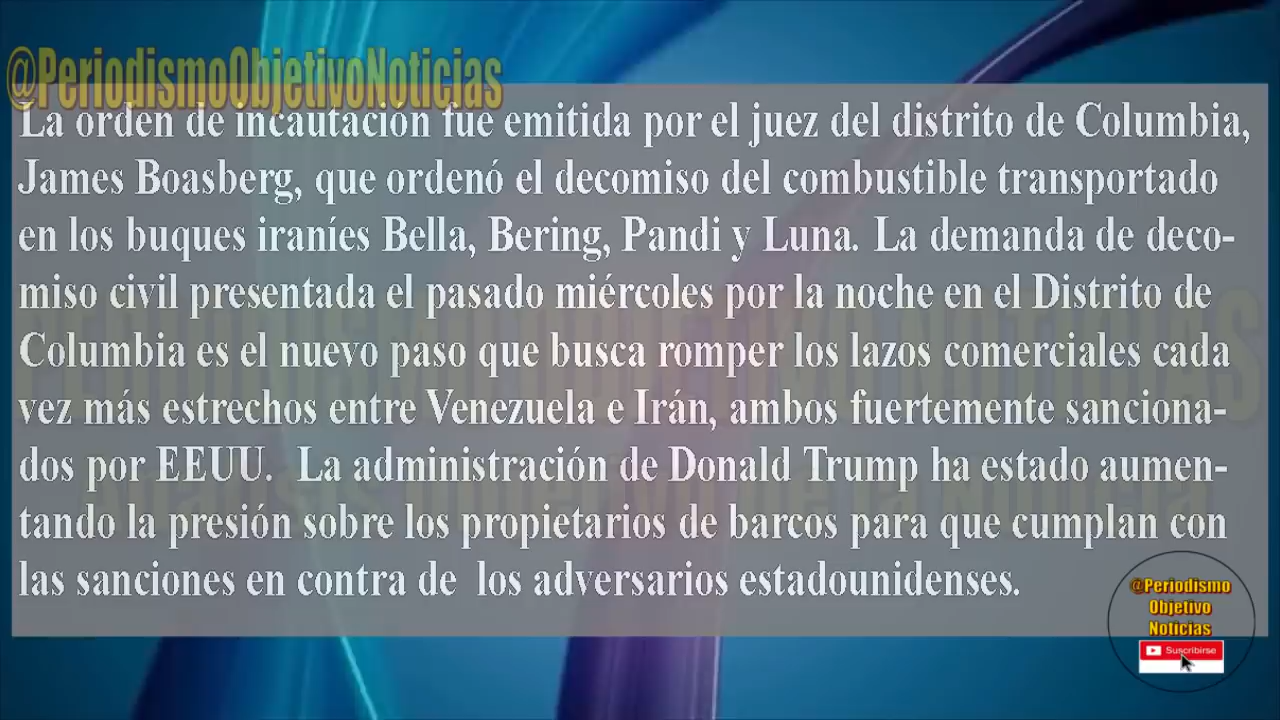 @PeriodismoObjetivoNoticias
La orden de incautación fue emitida por el juez del distrito de Columbia,
James Boasberg, que ordenó el decomiso del combustible transportado
en los buques iraníes Bella, Bering, Pandi y Luna. La demanda de deco-
miso civil presentada el pasado miércoles por la noche en el Distrito de
Columbia es el nuevo paso que busca romper los lazos comerciales cada
vez más estrechos entre Venezuela e Irán, ambos fuertemente sanciona-
dos por EEUU.  La administración de Donald Trump ha estado aumen-
tando la presión sobre los propietarios de barcos para que cumplan con
las sanciones en contra de  los adversarios estadounidenses.
@Periodismo
Objetivo
Noticias
Suscribirse